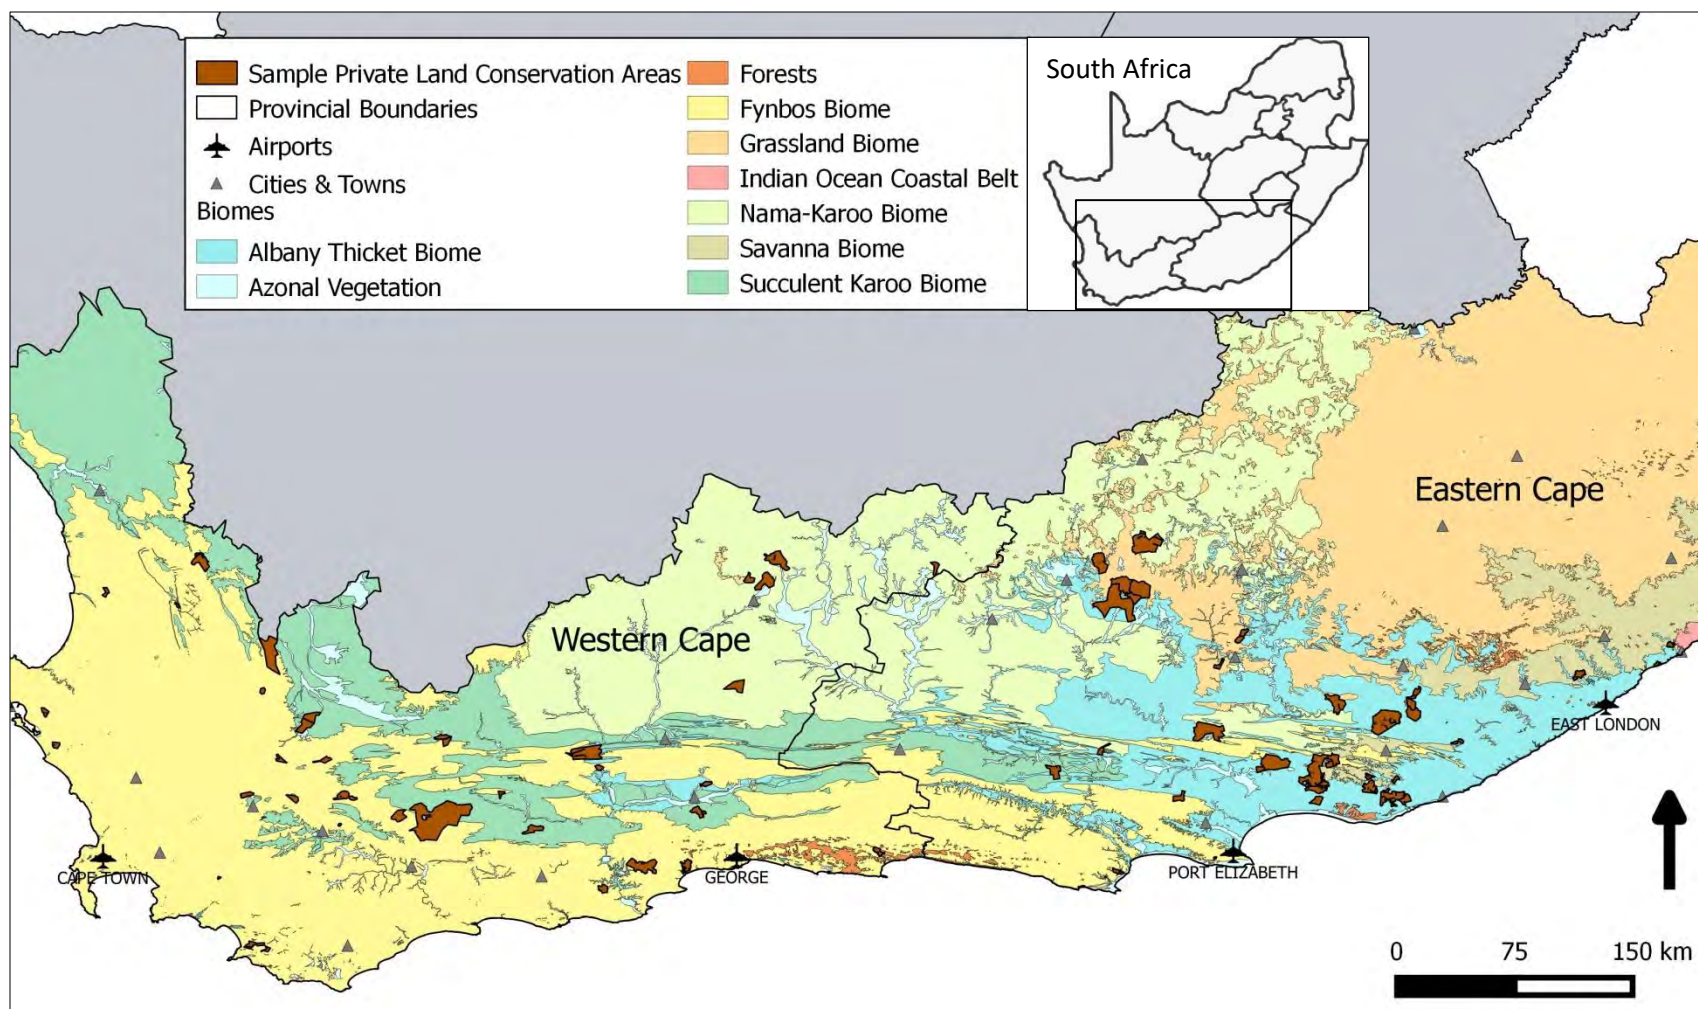 Sample Private Land Conservation Areas
Provincial Boundaries
Airports
Cities & Towns
Biomes
Albany Thicket Biome
Azonal Vegetation
Forests
Fynbos Biome
Grassland Biome
Indian Ocean Coastal Belt
Nama-Karoo Biome
Savanna Biome
Succulent Karoo Biome
South Africa
Eastern Cape
Western Cape
EAST LONDON
CAPE TOWN
GEORGE
PORT ELIZABETH
0 75 150 km